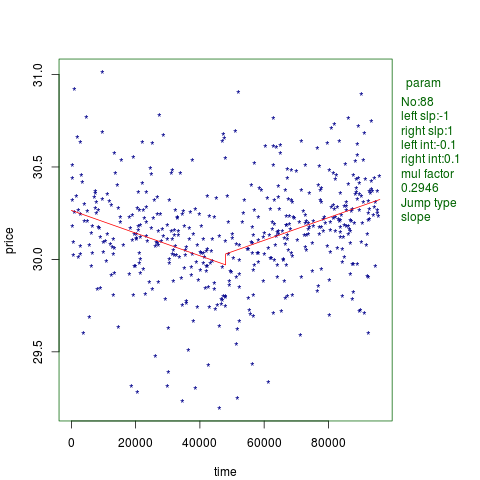 param
No:88
left slp:-1
right slp:1
left int:-0.1
right int:0.1
mul factor
0.2946
Jump type
slope
31.0
30.5
30.0
29.5
price
0 20000 40000 60000 80000
time